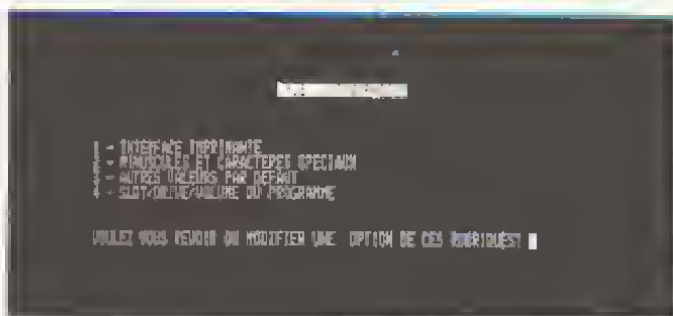 1 - INTERFACE IMPRIMANTE
2 - MINUSCULES ET CARACTERES SPECIAUX
3 - AUTRES VALEURS PAR DEFAUT
4 - SLOT/DRIVE/VOLUME DU PROGRAMME
VOULEZ VOUS REVOIR OU MODIFIER UNE OPTION DE CES RUBRIQUES?